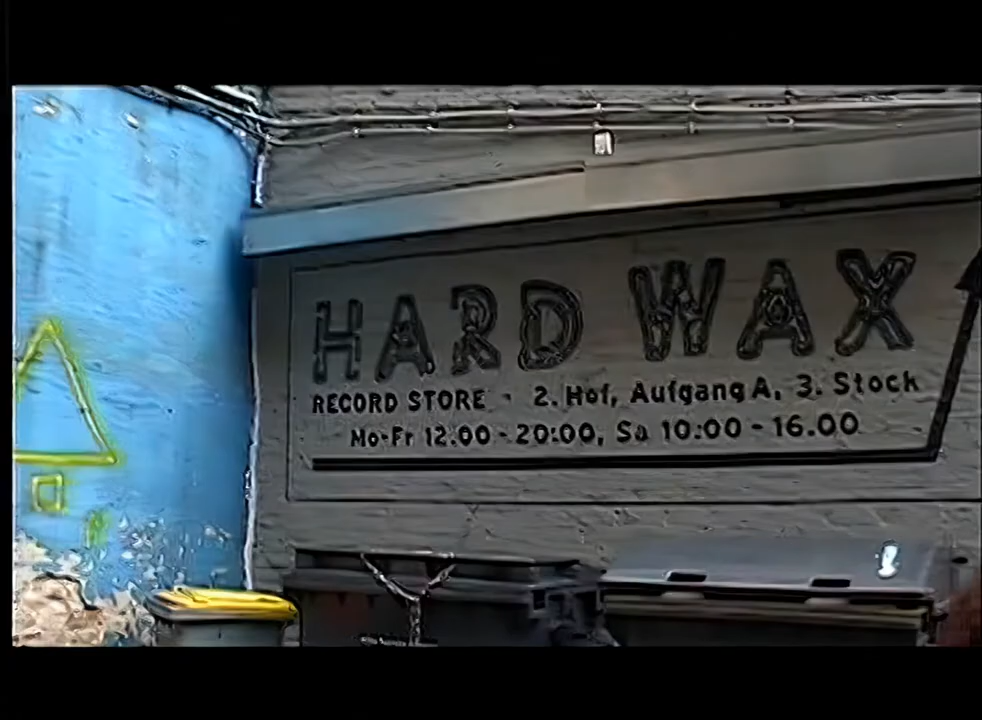 HARD WAX
RECORD STORE - 2. Hof, Aufgang A, 3. Stock
Mo-Fr 12.00 - 20:00, Sa 10:00 - 16.00